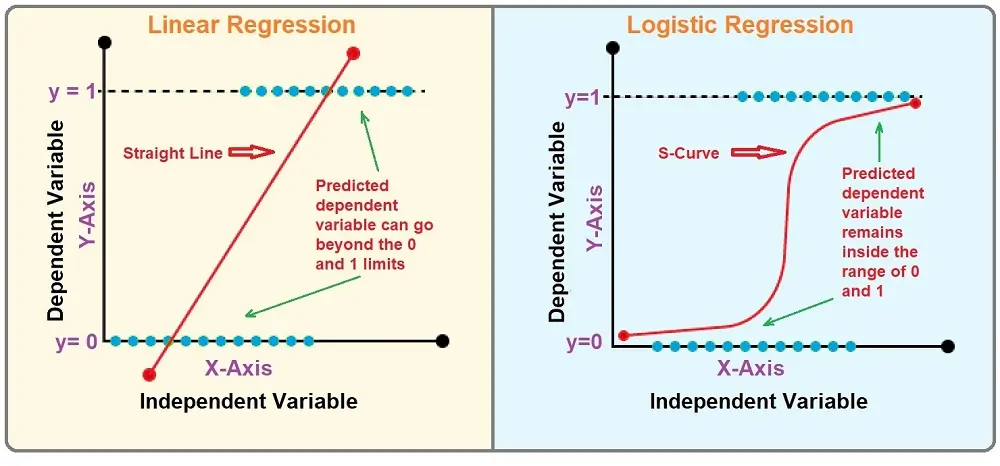 Linear Regression
y = 1
Straight Line
Predicted
dependent
variable can go
beyond the 0
and 1 limits
Dependent Variable
Y-Axis
y= 0
X-Axis
Independent Variable
Logistic Regression
y=1
S-Curve
Predicted
dependent
variable
remains
inside the
range of 0
and 1
Dependent Variable
Y-Axis
y=0
X-Axis
Independent Variable